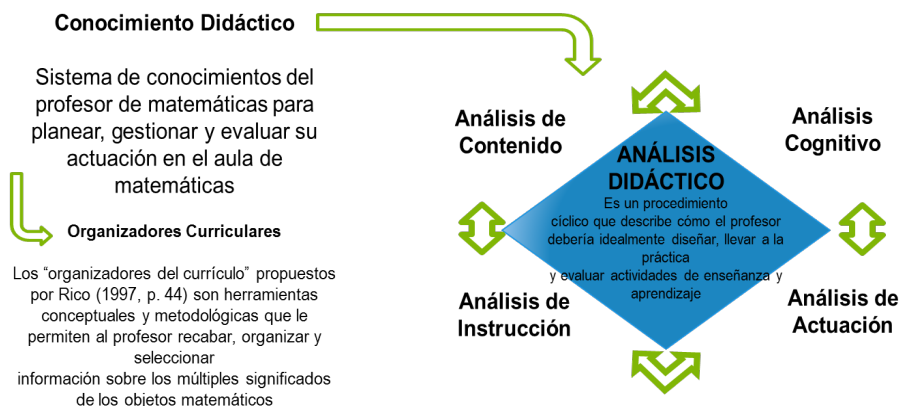 Conocimiento Didáctico
Sistema de conocimientos del
profesor de matemáticas para
planear, gestionar y evaluar su
actuación en el aula de
matemáticas
Organizadores Curriculares
Los “organizadores del currículo” propuestos
por Rico (1997, p. 44) son herramientas
conceptuales y metodológicas que le
permiten al profesor recabar, organizar y
seleccionar
información sobre los múltiples significados
de los objetos matemáticos
Análisis de
Contenido
Análisis
Cognitivo
ANÁLISIS
DIDÁCTICO
Es un procedimiento
cíclico que describe cómo el profesor
debería idealmente diseñar, llevar a la
práctica
y evaluar actividades de enseñanza y
aprendizaje
Análisis de
Instrucción
Análisis de
Actuación